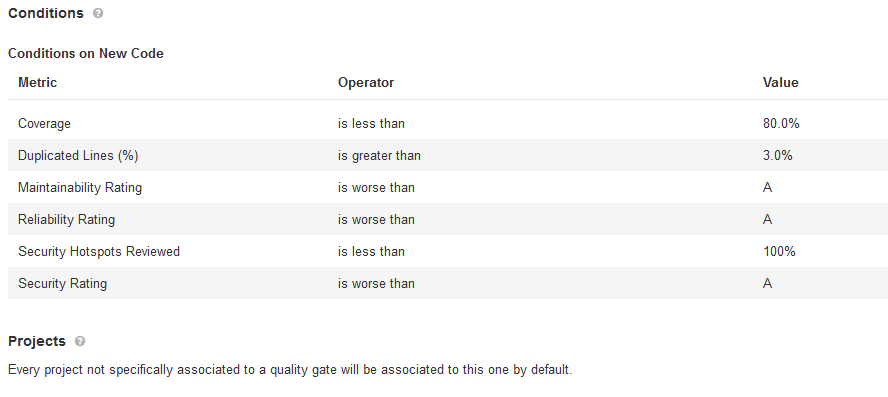 Conditions ?
Conditions on New Code
Metric Operator Value
Coverage is less than 80.0%
Duplicated Lines (%) is greater than 3.0%
Maintainability Rating is worse than A
Reliability Rating is worse than A
Security Hotspots Reviewed is less than 100%
Security Rating is worse than A
Projects ?
Every project not specifically associated to a quality gate will be associated to this one by default.